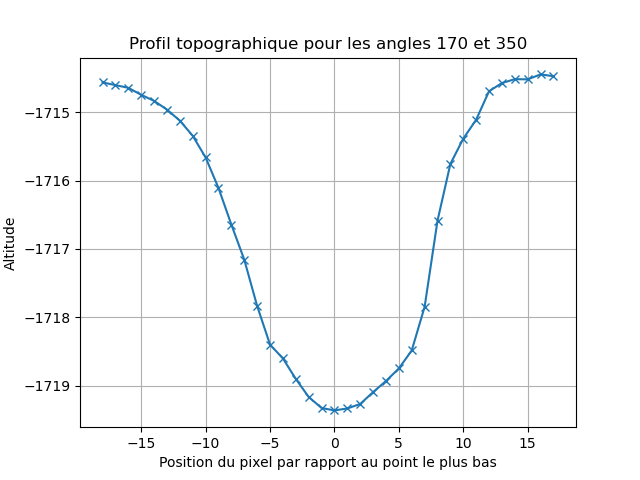 Profil topographique pour les angles 170 et 350
Altitude
−1715
−1716
−1717
−1718
−1719
−15 −10 −5 0 5 10 15
Position du pixel par rapport au point le plus bas